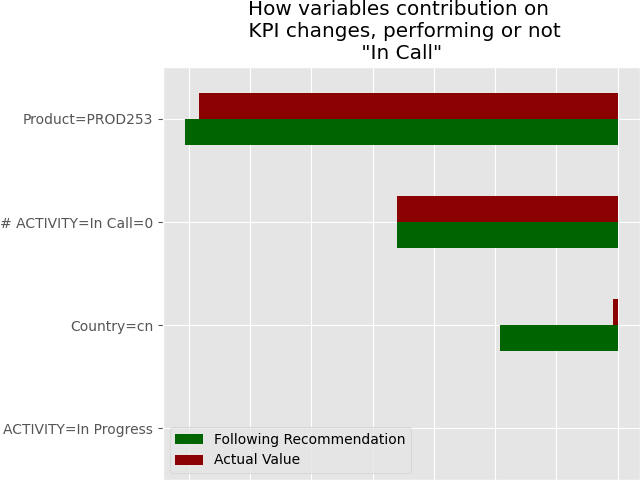 How variables contribution on
KPI changes, performing or not
"In Call"
Product=PROD253
# ACTIVITY=In Call=0
Country=cn
ACTIVITY=In Progress
Following Recommendation
Actual Value